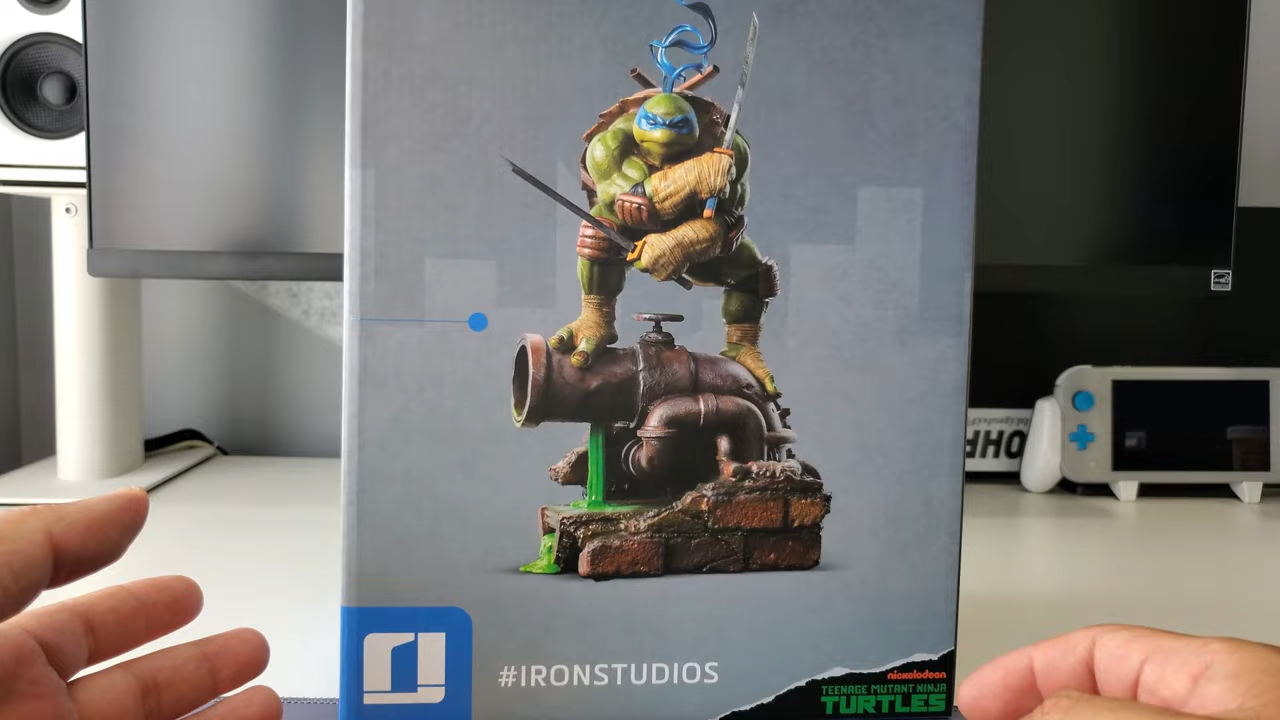 #IRONSTUDIOS
nickelodeon
TEENAGE MUTANT NINJA
TURTLES